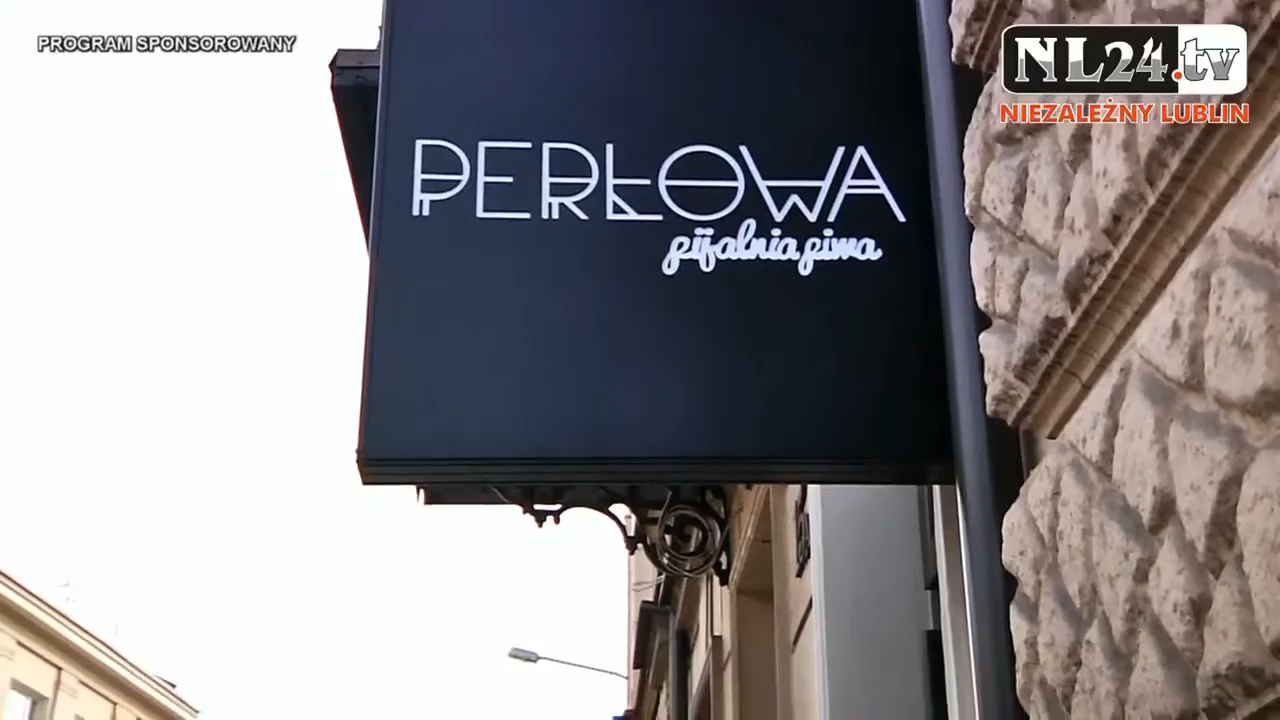 PROGRAM SPONSOROWANY
NL24.tv
NIEZALEŻNY LUBLIN
PERŁOWA
pijalnia piwa